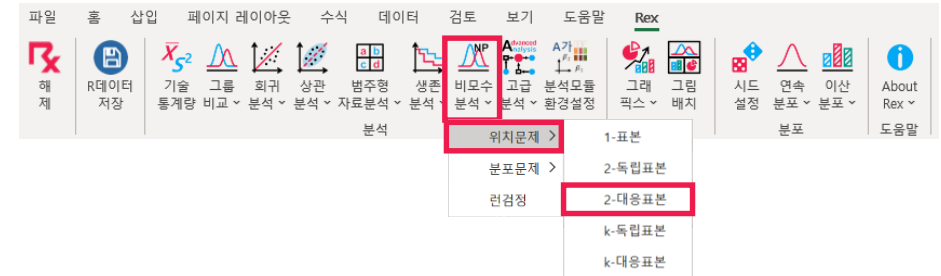 파일 홈 삽입 페이지 레이아웃 수식 데이터 검토 보기 도움말 Rex
해제
R데이터 저장
기술 통계량
그룹 비교
회귀 분석
상관 분석
a b
c d
범주형 자료분석
생존 분석
NP
비모수 분석
Advanced Analysis
고급 분석
가
분석모듈 환경설정
그래픽스
그림 배치
시드 설정
연속 분포
이산 분포
About Rex
분석 분포 도움말
위치문제 >
분포문제 >
런검정
1-표본
2-독립표본
2-대응표본
k-독립표본
k-대응표본